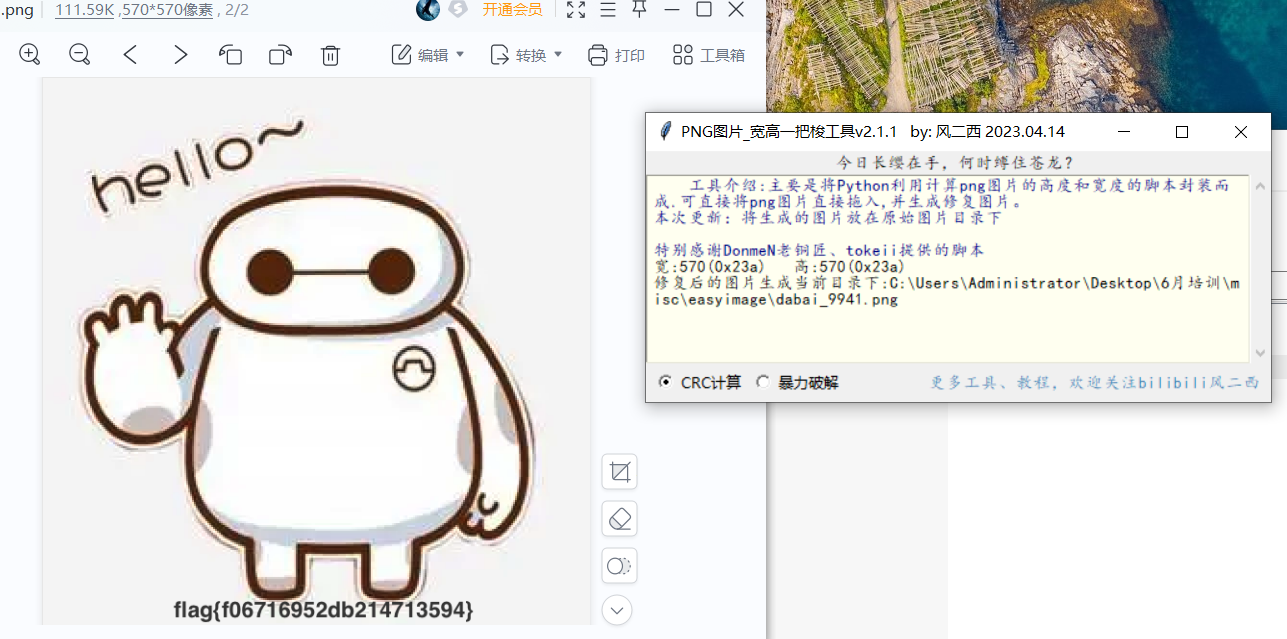 .png 111.59K ,570*570像素 , 2/2 开通会员
编辑 转换 打印 工具箱
hello~
flag{f06716952db214713594}
PNG图片_宽高一把梭工具v2.1.1 by: 风二西 2023.04.14
今日长缨在手，何时缚住苍龙?
工具介绍:主要是将Python利用计算png图片的高度和宽度的脚本封装而
成.可直接将png图片直接拖入,并生成修复图片。
本次更新：将生成的图片放在原始图片目录下
特别感谢DonmeN老铜匠、tokeii提供的脚本
宽:570(0x23a) 高:570(0x23a)
修复后的图片生成当前目录下:C:\Users\Administrator\Desktop\6月培训\m
isc\easyimage\dabai_9941.png
CRC计算 暴力破解 更多工具、教程，欢迎关注bilibili风二西